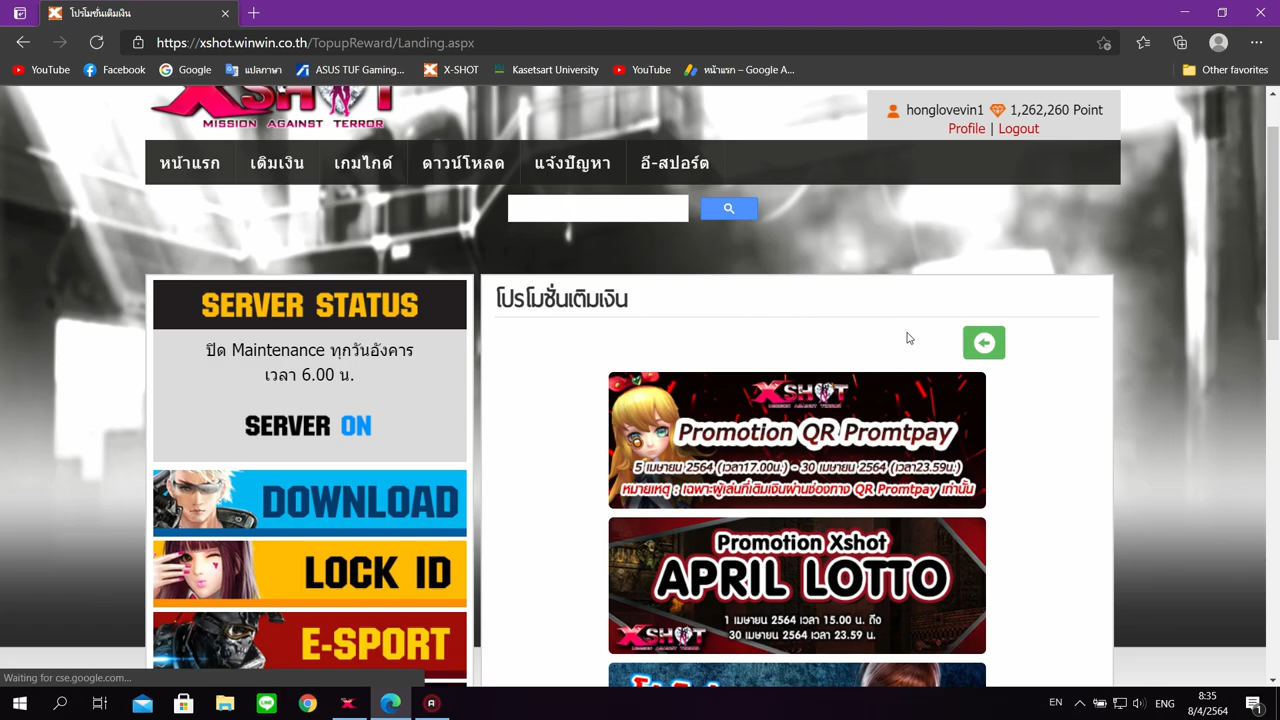 โปรโมชั่นเติมเงิน
https://xshot.winwin.co.th/TopupReward/Landing.aspx
YouTube
Facebook
Google
แปลภาษา
ASUS TUF Gaming...
X-SHOT
Kasetsart University
YouTube
หน้าแรก – Google A...
Other favorites
XSHOT
MISSION AGAINST TERROR
honglovevin1 1,262,260 Point
Profile | Logout
หน้าแรก
เติมเงิน
เกมไกด์
ดาวน์โหลด
แจ้งปัญหา
อี-สปอร์ต
SERVER STATUS
ปิด Maintenance ทุกวันอังคาร
เวลา 6.00 น.
SERVER ON
DOWNLOAD
LOCK ID
E-SPORT
โปรโมชั่นเติมเงิน
XSHOT
MISSION AGAINST TERROR
Promotion QR Promtpay
5 เมษายน 2564 (เวลา17.00น.) - 30 เมษายน 2564 (เวลา23.59น.)
หมายเหตุ : เฉพาะผู้เล่นที่เติมเงินผ่านช่องทาง QR Promtpay เท่านั้น
Promotion Xshot
APRIL LOTTO
1 เมษายน 2564 เวลา 15.00 น. ถึง
30 เมษายน 2564 เวลา 23.59 น.
XSHOT
MISSION AGAINST TERROR
Waiting for cse.google.com...
EN
ENG
8:35
8/4/2564
1